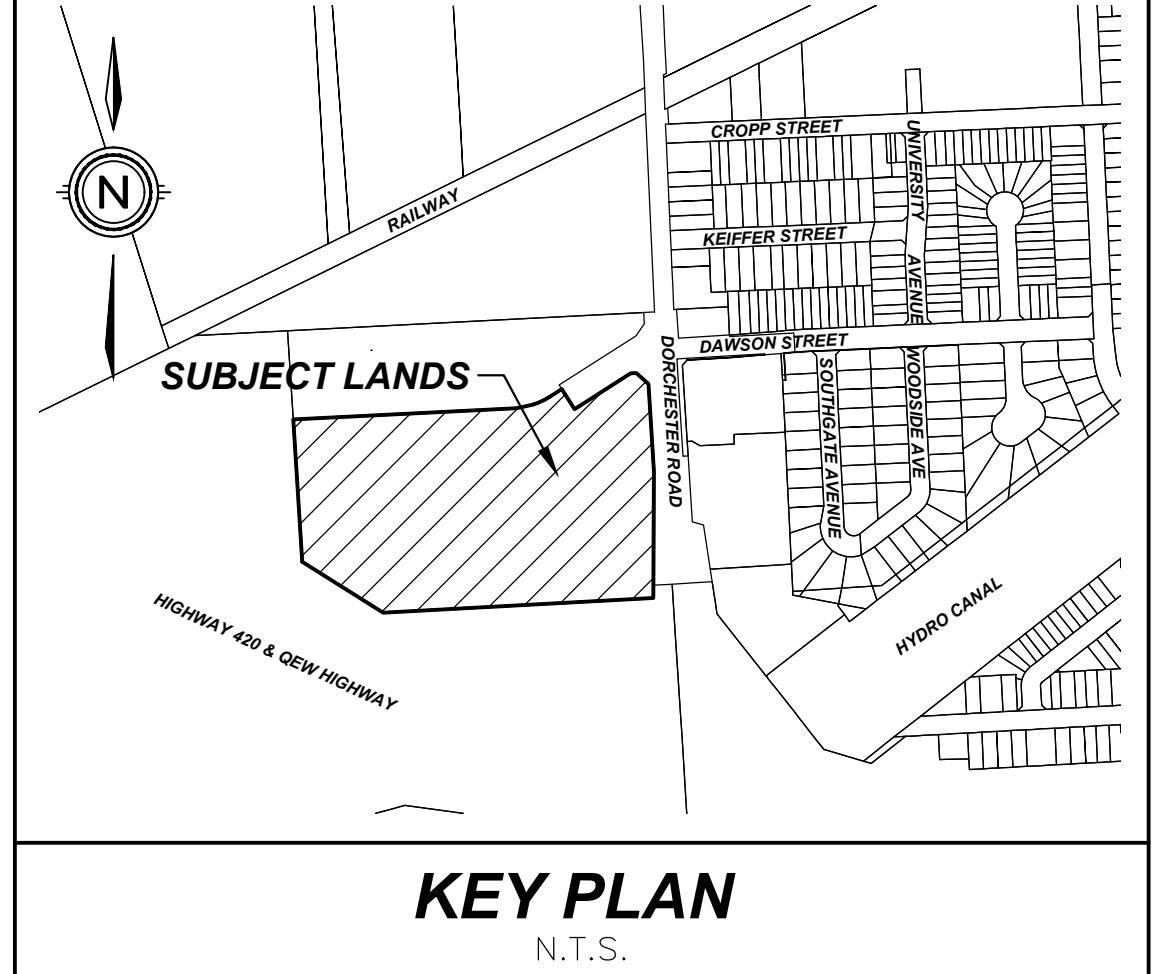 CROPP STREET
UNIVERSITY AVENUE
N
RAILWAY
KEIFFER STREET
DAWSON STREET
SUBJECT LANDS
DORCHESTER ROAD
SOUTHGATE AVENUE
WOODSIDE AVE
HYDRO CANAL
HIGHWAY 420 & QEW HIGHWAY
KEY PLAN
N.T.S.